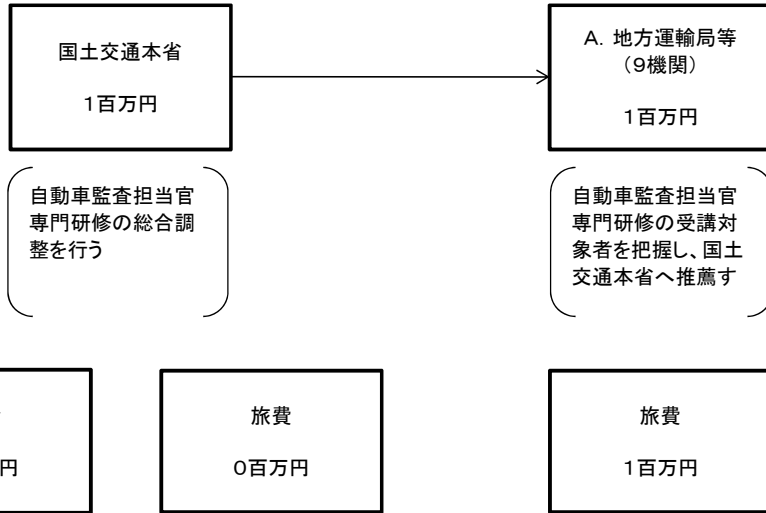 国土交通本省
1百万円
A．地方運輸局等
（9機関）
1百万円
自動車監査担当官
専門研修の総合調
整を行う
自動車監査担当官
専門研修の受講対
象者を把握し、国土
交通本省へ推薦す
円
旅費
0百万円
旅費
1百万円